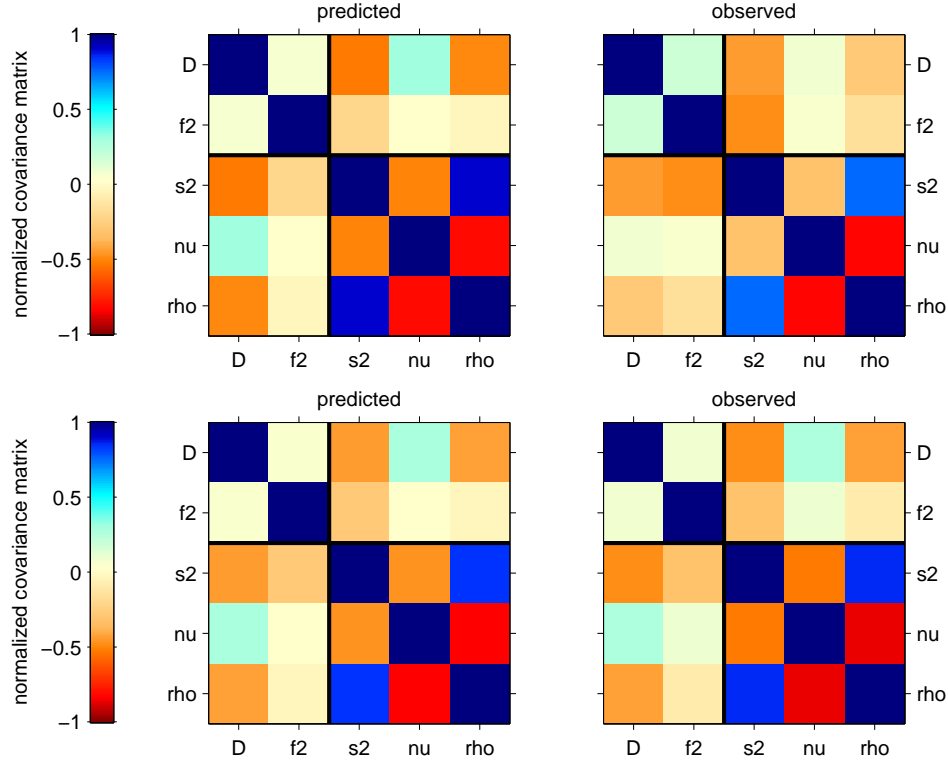 predicted
observed
normalized covariance matrix
1
0.5
0
−0.5
−1
D
f2
s2
nu
rho
D
f2
s2
nu
rho
D
f2
s2
nu
rho
D
f2
s2
nu
rho
predicted
observed
normalized covariance matrix
1
0.5
0
−0.5
−1
D
f2
s2
nu
rho
D
f2
s2
nu
rho
D
f2
s2
nu
rho
D
f2
s2
nu
rho